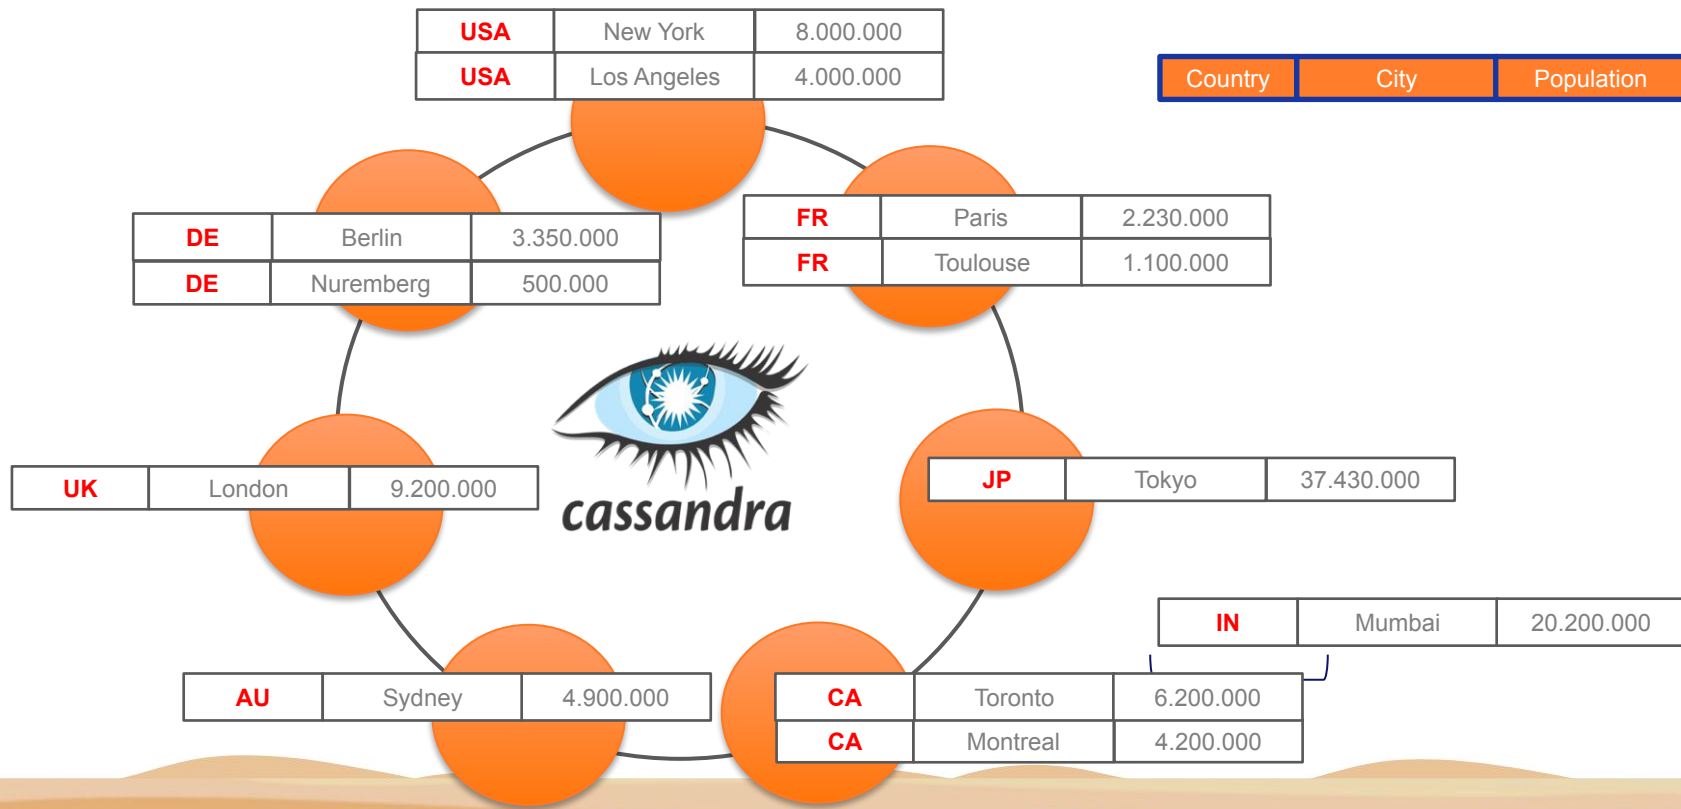 USA New York 8.000.000
USA Los Angeles 4.000.000
Country City Population
DE Berlin 3.350.000
DE Nuremberg 500.000
FR Paris 2.230.000
FR Toulouse 1.100.000
cassandra
UK London 9.200.000
JP Tokyo 37.430.000
IN Mumbai 20.200.000
AU Sydney 4.900.000
CA Toronto 6.200.000
CA Montreal 4.200.000